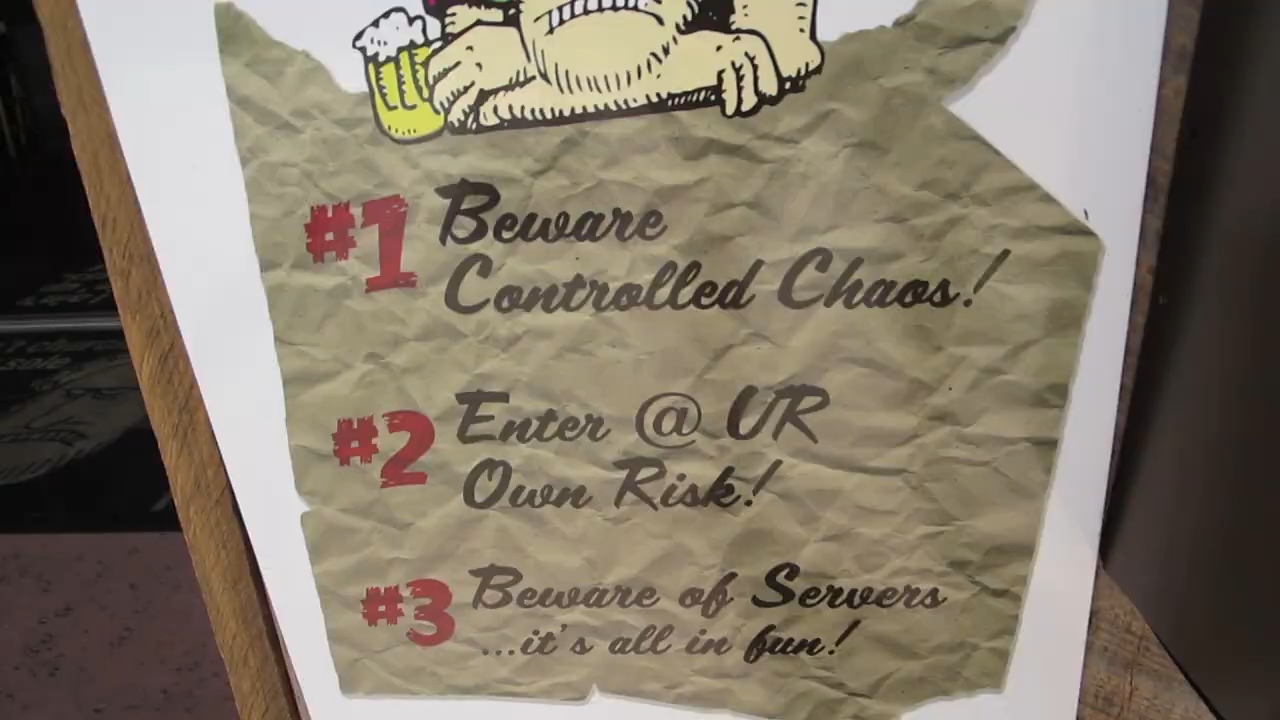 #1 Beware
Controlled Chaos!
#2 Enter @ UR
Own Risk!
#3 Beware of Servers
...it's all in fun!